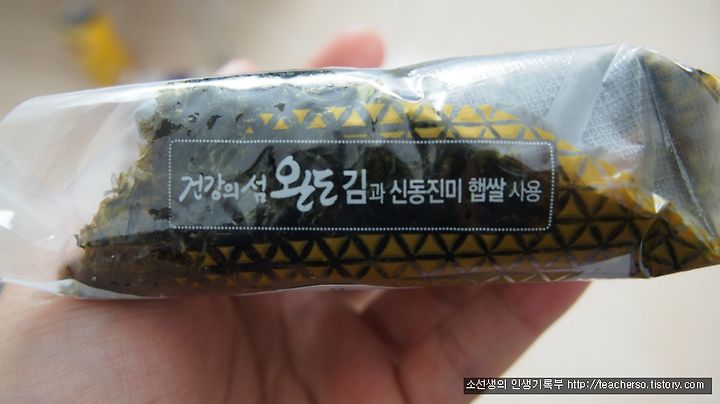 건강의 섬 완도 김과 신동진미 햅쌀 사용
소선생의 인생기록부 http://teacherso.tistory.com